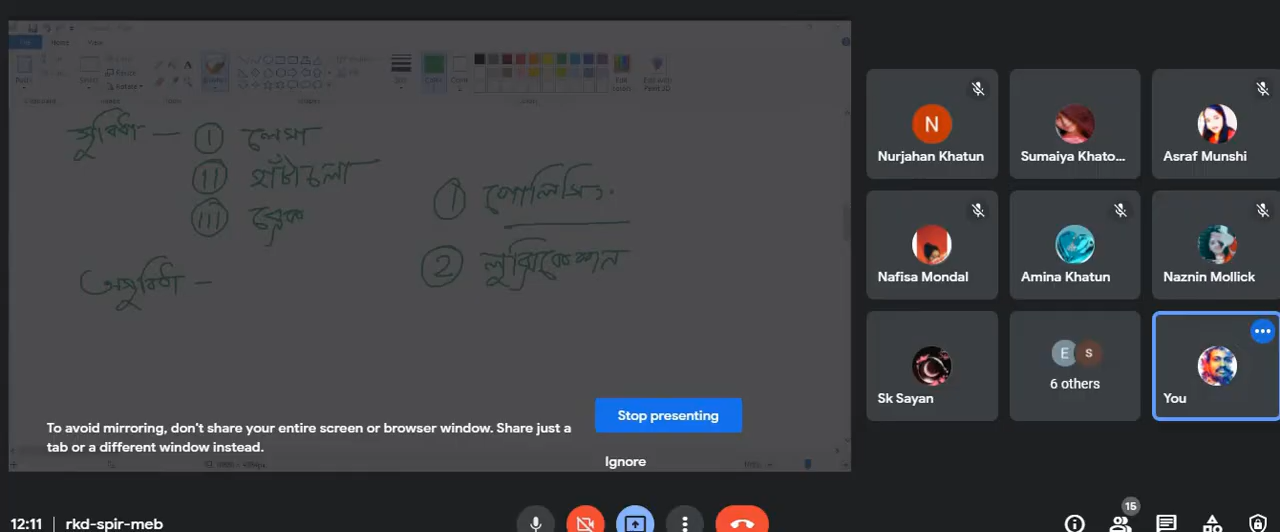 সুবিধা — ① লেখা
② হাঁটাচলা
③ ব্রেক
① পোলিসিং.
② লুব্রিকেশন
অসুবিধা —
To avoid mirroring, don't share your entire screen or browser window. Share just a
tab or a different window instead.
Stop presenting
Ignore
N
Nurjahan Khatun
Sumaiya Khato...
Asraf Munshi
Nafisa Mondal
Amina Khatun
Naznin Mollick
Sk Sayan
E S
6 others
You
12:11 | rkd-spir-meb
15